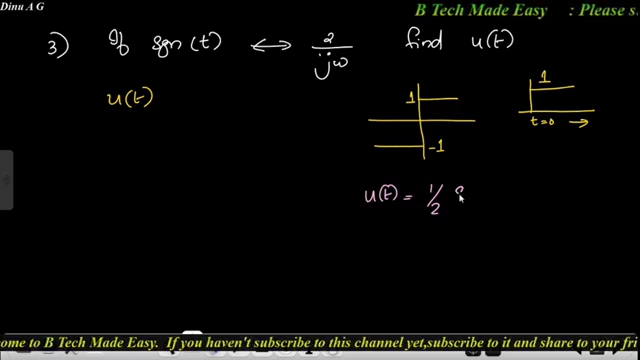 Dinu A G
B Tech Made Easy : Please s
3) If sgn(t) ↔ 2/jω find u(t)
u(t)
1
-1
1
t=0 →
u(t) = 1/2 s
ome to B Tech Made Easy. If you haven't subscribe to this channel yet,subscribe to it and share to your fri